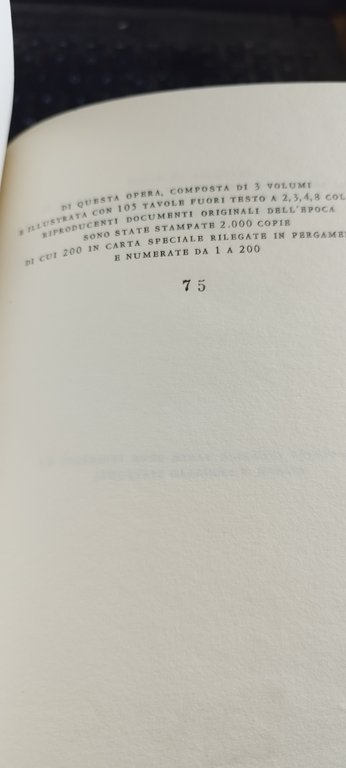 DI QUESTA OPERA, COMPOSTA DI 3 VOLUMI
E ILLUSTRATA CON 105 TAVOLE FUORI TESTO A 2,3,4,8 COL
RIPRODUCENTI DOCUMENTI ORIGINALI DELL'EPOCA
SONO STATE STAMPATE 2.000 COPIE
DI CUI 200 IN CARTA SPECIALE RILEGATE IN PERGAME
E NUMERATE DA 1 A 200
75